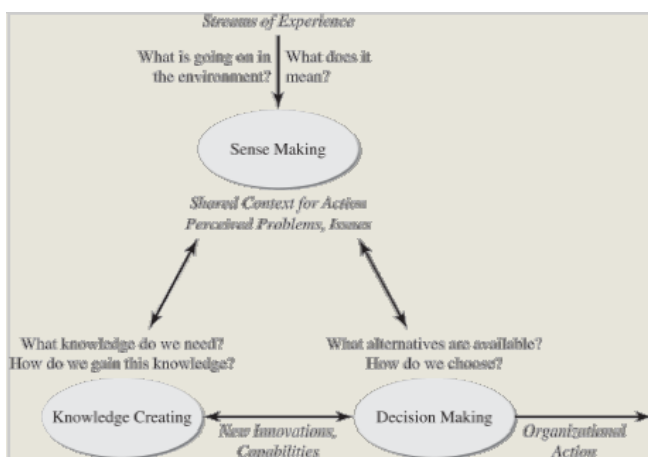 Streams of Experience
What is going on in
the environment?
What does it
mean?
Sense Making
Shared Context for Action
Perceived Problems, Issues
What knowledge do we need?
How do we gain this knowledge?
What alternatives are available?
How do we choose?
Knowledge Creating
New Innovations,
Capabilities
Decision Making
Organizational
Action